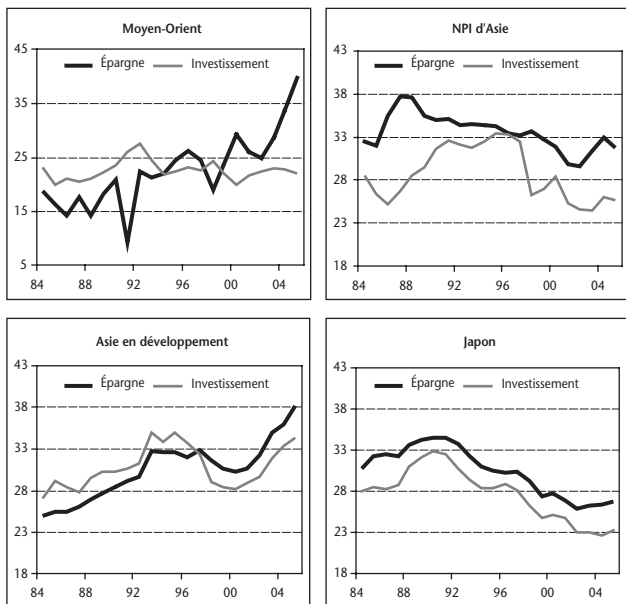 Moyen-Orient
45
Épargne Investissement
35
25
15
5
84 88 92 96 00 04
NPI d'Asie
43
Épargne Investissement
38
33
28
23
18
84 88 92 96 00 04
Asie en développement
43
Épargne Investissement
38
33
28
23
18
84 88 92 96 00 04
Japon
43
Épargne Investissement
38
33
28
23
18
84 88 92 96 00 04